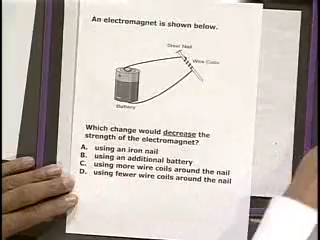 An electromagnet is shown below.
Steel Nail
Wire Coils
Battery
Which change would decrease the
strength of the electromagnet?
A. using an iron nail
B. using an additional battery
C. using more wire coils around the nail
D. using fewer wire coils around the nail